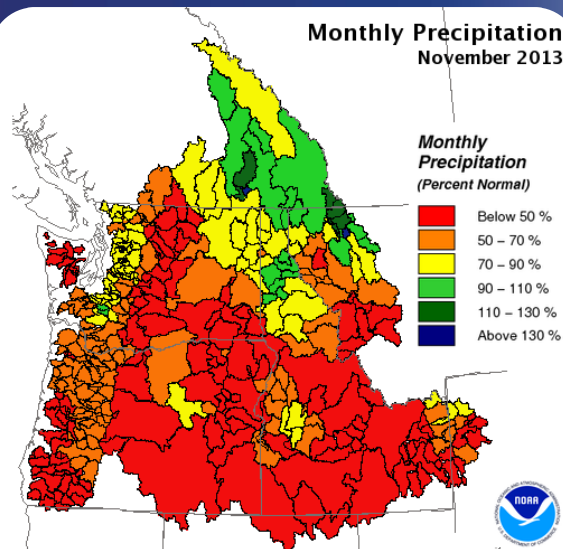 Monthly Precipitation
November 2013
Monthly
Precipitation
(Percent Normal)
Below 50 %
50 – 70 %
70 – 90 %
90 – 110 %
110 – 130 %
Above 130 %
NOAA